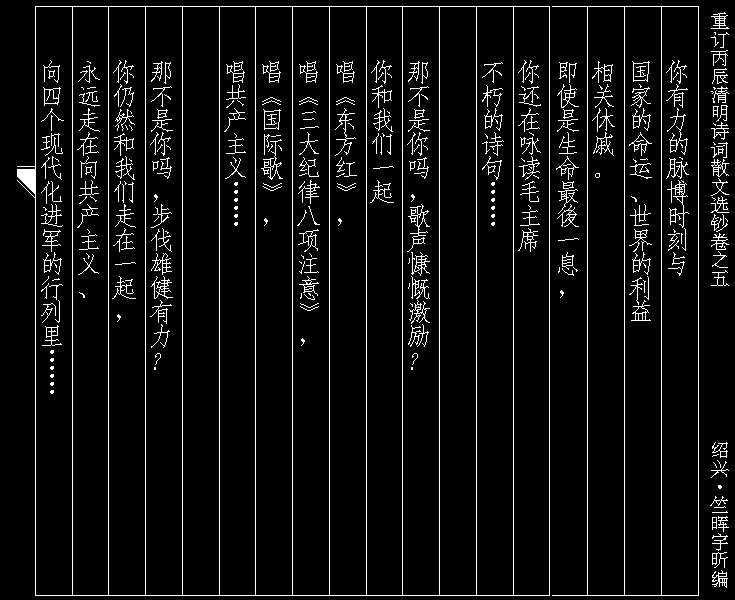 重订丙辰清明诗词散文选钞卷之五
绍兴·竺晖字昕编
你有力的脉博时刻与
国家的命运、世界的利益
相关休戚。
即使是生命最後一息，
你还在咏读毛主席
不朽的诗句……
那不是你吗，歌声慷慨激励？
你和我们一起
唱《东方红》，
唱《三大纪律八项注意》，
唱《国际歌》，
唱共产主义……
那不是你吗，步伐雄健有力？
你仍然和我们走在一起，
永远走在向共产主义、
向四个现代化进军的行列里……